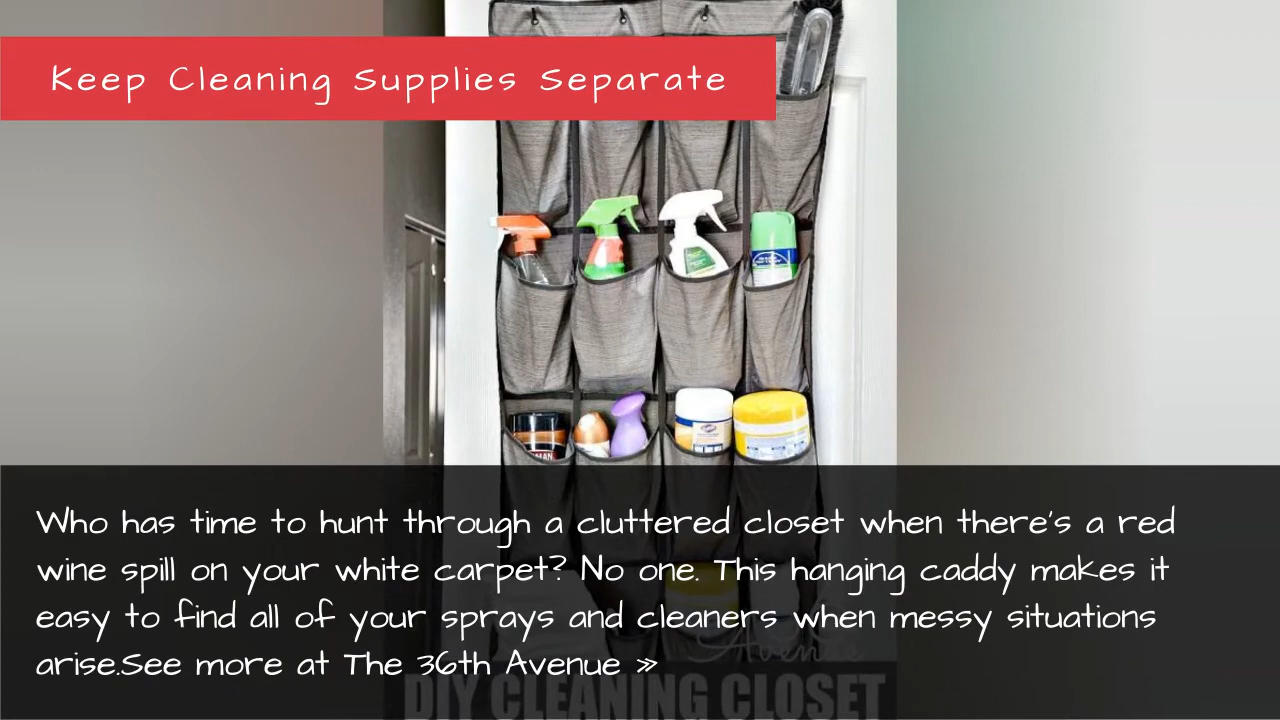 Keep Cleaning Supplies Separate
Who has time to hunt through a cluttered closet when there's a red
wine spill on your white carpet? No one. This hanging caddy makes it
easy to find all of your sprays and cleaners when messy situations
arise.See more at The 36th Avenue »
Avenue
DIY CLEANING CLOSET